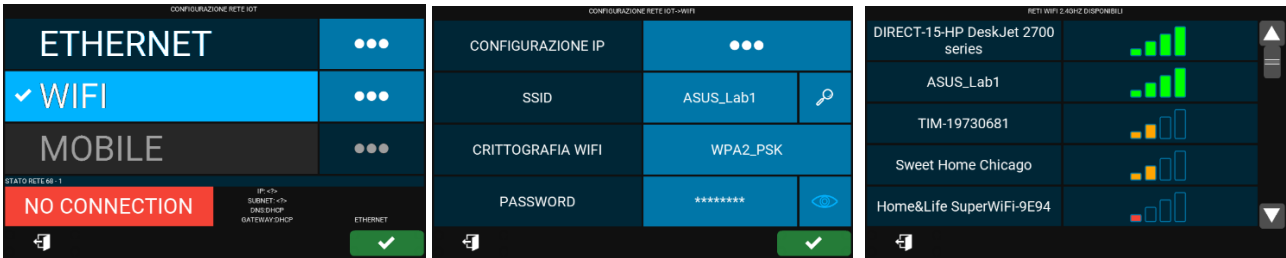 CONFIGURAZIONE RETE IOT
ETHERNET
WIFI
MOBILE
STATO RETE 68 - 1
NO CONNECTION
IP: <?>
SUBNET: <?>
DNS:DHCP
GATEWAY:DHCP
ETHERNET
CONFIGURAZIONE RETE IOT->WIFI
CONFIGURAZIONE IP
SSID
ASUS_Lab1
CRITTOGRAFIA WIFI
WPA2_PSK
PASSWORD
********
RETI WIFI 2.4GHZ DISPONIBILI
DIRECT-15-HP DeskJet 2700
series
ASUS_Lab1
TIM-19730681
Sweet Home Chicago
Home&Life SuperWiFi-9E94